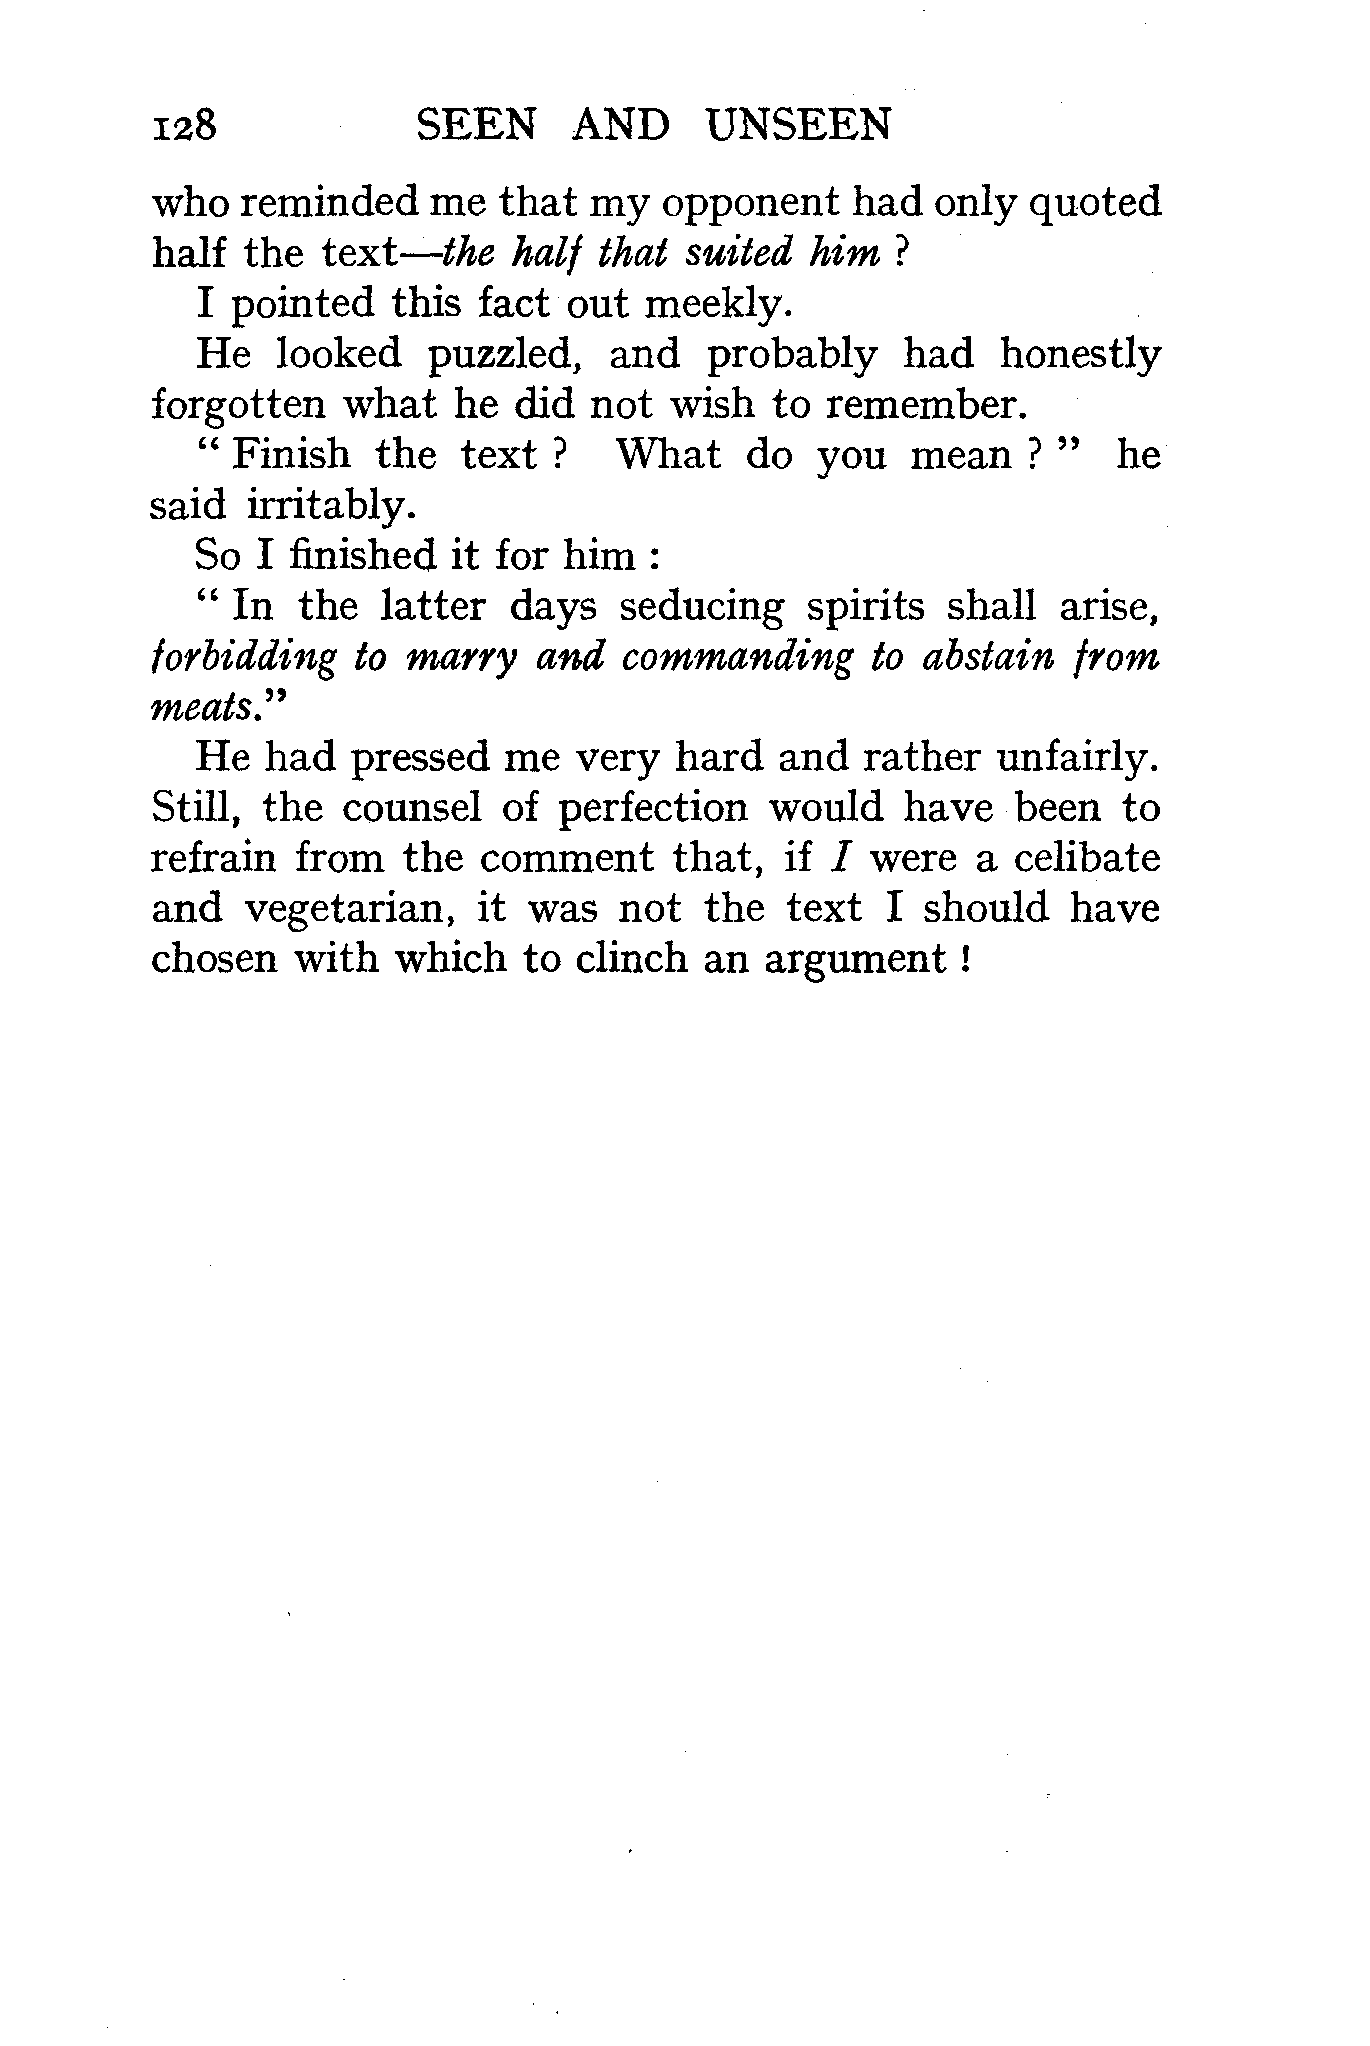 128 SEEN AND UNSEEN
who reminded me that my opponent had only quoted
half the text—the half that suited him ?
I pointed this fact out meekly.
He looked puzzled, and probably had honestly
forgotten what he did not wish to remember.
“ Finish the text ? What do you mean ? ” he
said irritably.
So I finished it for him :
“ In the latter days seducing spirits shall arise,
forbidding to marry and commanding to abstain from
meats.”
He had pressed me very hard and rather unfairly.
Still, the counsel of perfection would have been to
refrain from the comment that, if I were a celibate
and vegetarian, it was not the text I should have
chosen with which to clinch an argument !